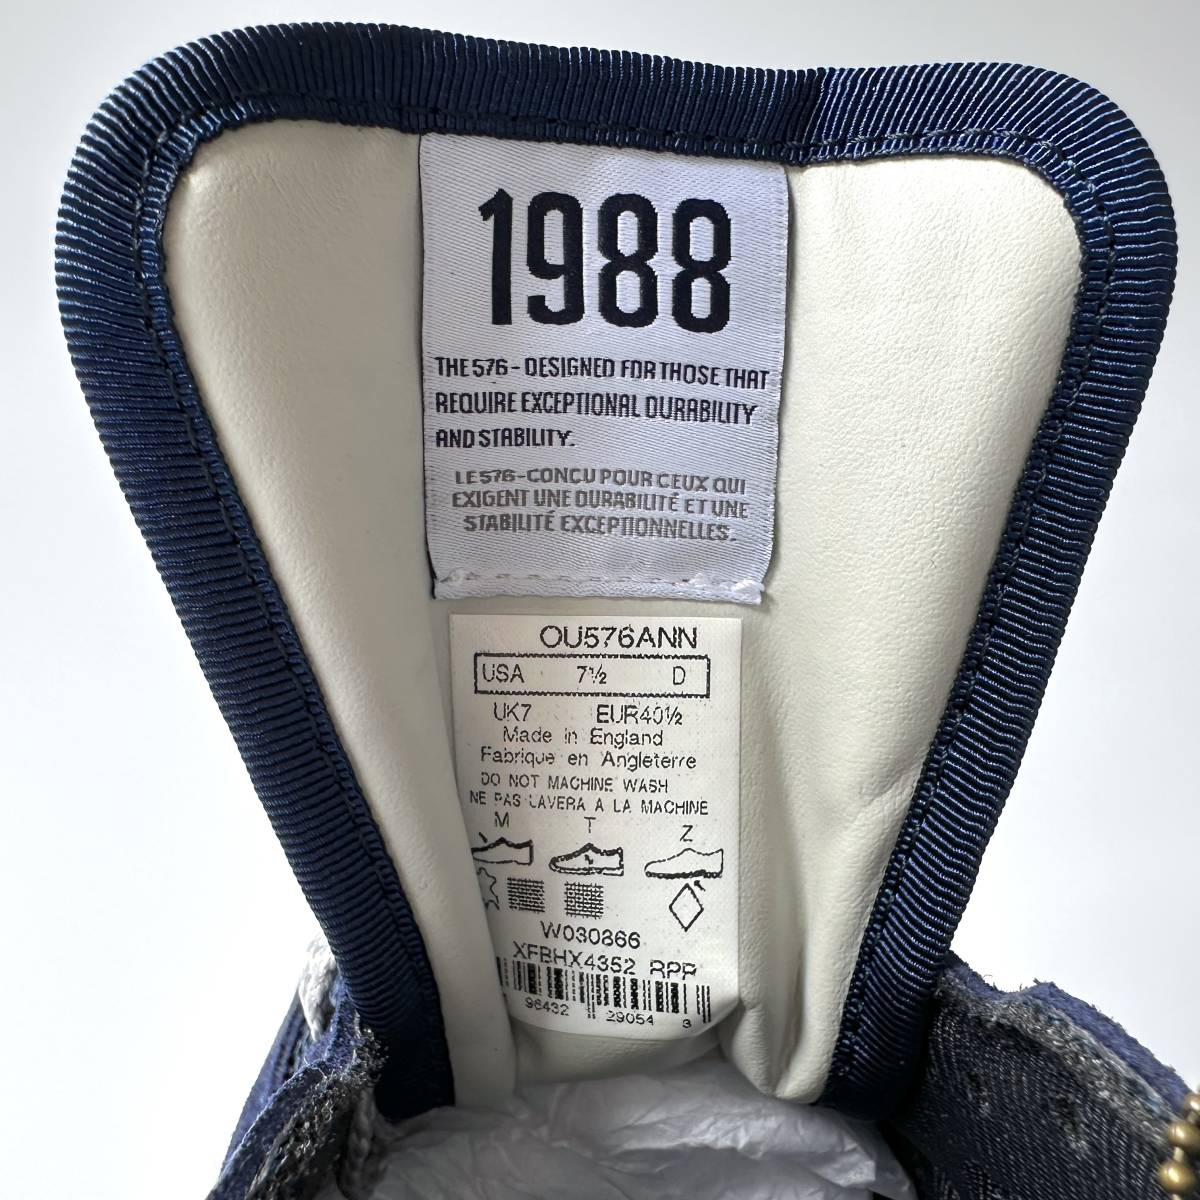 1988
THE 576 - DESIGNED FOR THOSE THAT
REQUIRE EXCEPTIONAL DURABILITY
AND STABILITY.
LE 576 - CONCU POUR CEUX QUI
EXIGENT UNE DURABILITÉ ET UNE
STABILITÉ EXCEPTIONNELLES.
OU576ANN
USA 7½ D
UK7 EUR40½
Made in England
Fabrique en Angleterre
DO NOT MACHINE WASH
NE PAS LAVERA A LA MACHINE
M T Z
W030866
XFBHX4352 RPR
96432 29054 3